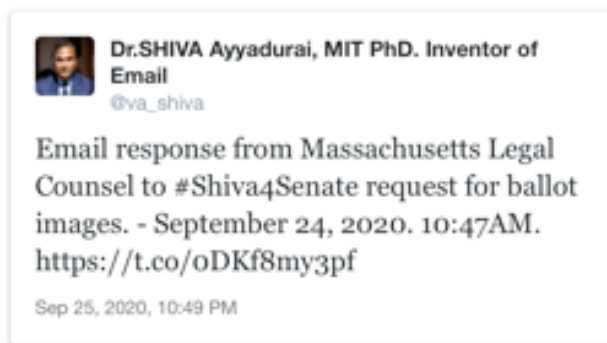 Dr.SHIVA Ayyadurai, MIT PhD. Inventor of
Email
@va_shiva
Email response from Massachusetts Legal
Counsel to #Shiva4Senate request for ballot
images. - September 24, 2020. 10:47AM.
https://t.co/0DKf8my3pf
Sep 25, 2020, 10:49 PM